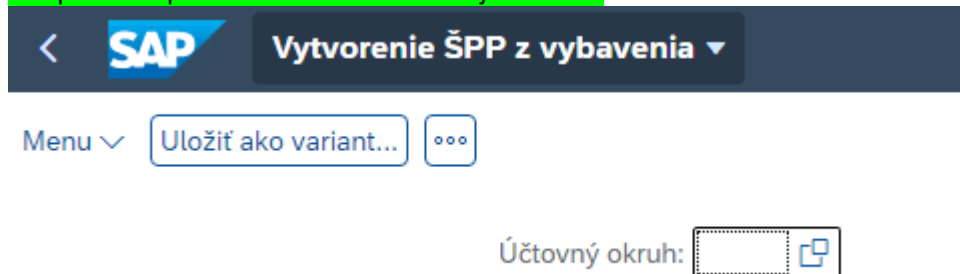 SAP Vytvorenie ŠPP z vybavenia
Menu Uložiť ako variant...
Účtovný okruh: